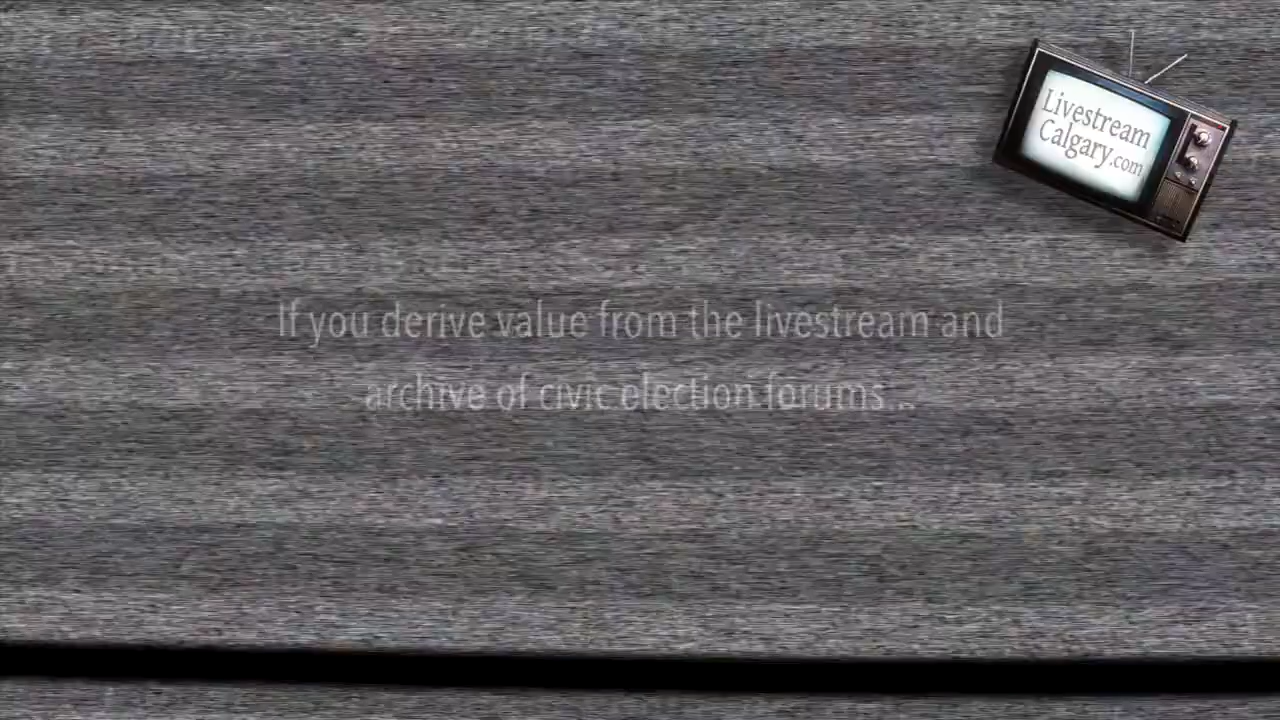 Livestream
Calgary.com
If you derive value from the livestream and
archive of civic election forums...